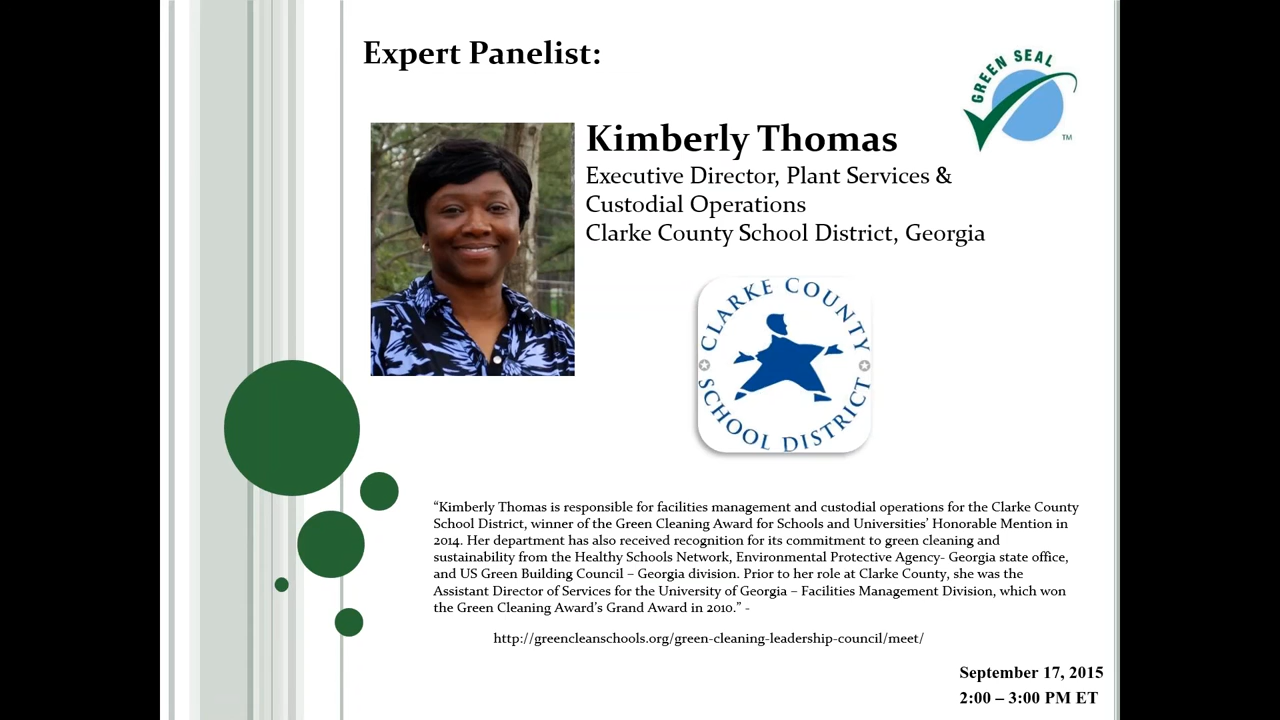 Expert Panelist:
GREEN SEAL
TM
Kimberly Thomas
Executive Director, Plant Services &
Custodial Operations
Clarke County School District, Georgia
CLARKE COUNTY
SCHOOL DISTRICT
“Kimberly Thomas is responsible for facilities management and custodial operations for the Clarke County
School District, winner of the Green Cleaning Award for Schools and Universities’ Honorable Mention in
2014. Her department has also received recognition for its commitment to green cleaning and
sustainability from the Healthy Schools Network, Environmental Protective Agency- Georgia state office,
and US Green Building Council – Georgia division. Prior to her role at Clarke County, she was the
Assistant Director of Services for the University of Georgia – Facilities Management Division, which won
the Green Cleaning Award’s Grand Award in 2010.” -
http://greencleanschools.org/green-cleaning-leadership-council/meet/
September 17, 2015
2:00 – 3:00 PM ET